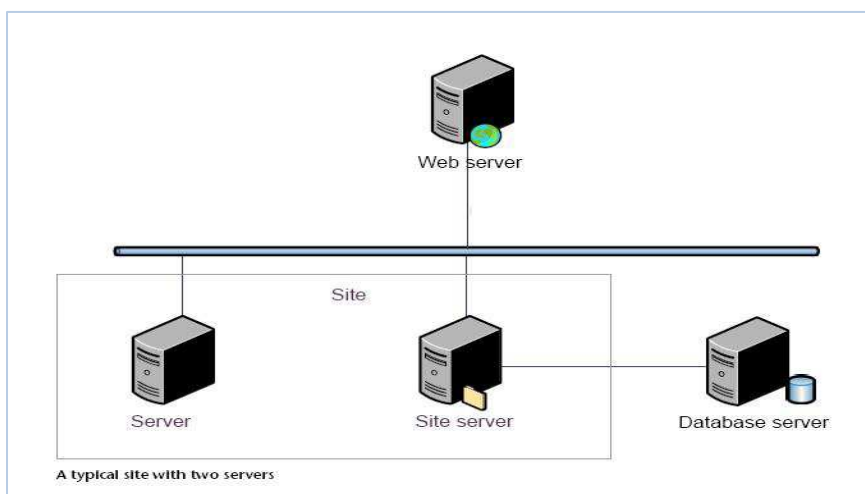 Web server
Site
Server
Site server
Database server
A typical site with two servers